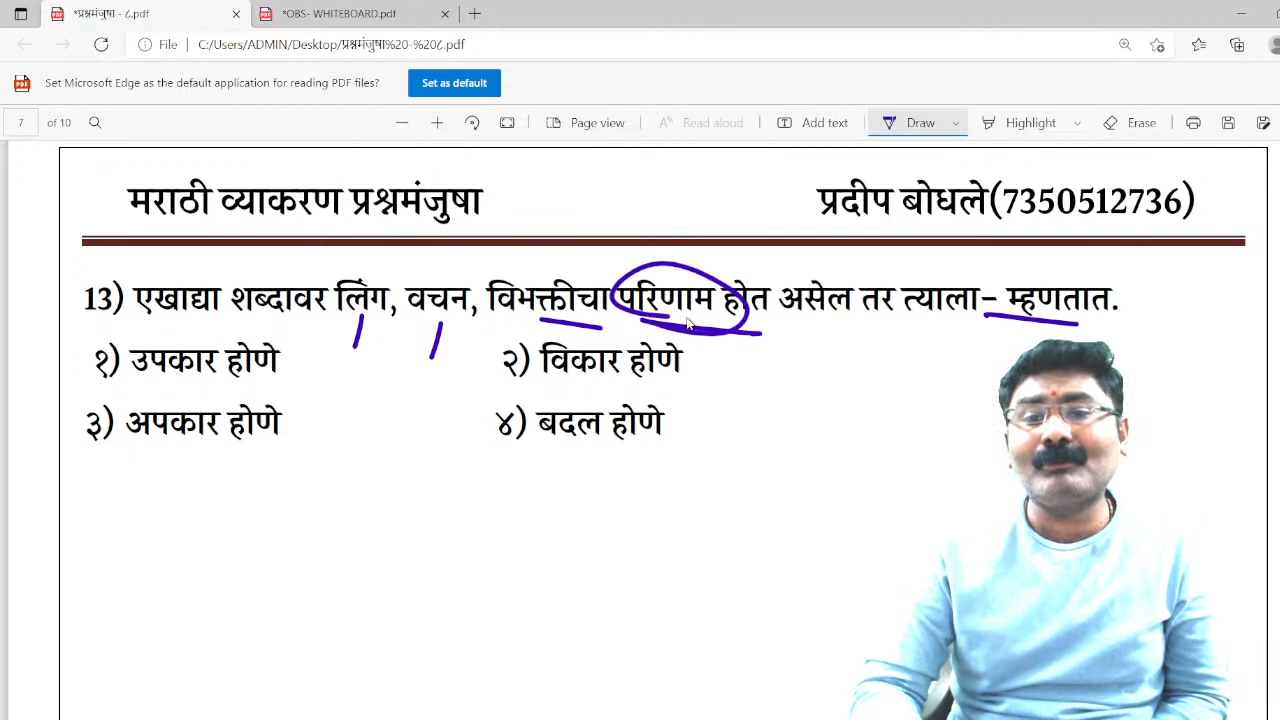 *प्रश्नमंजुषा - ८.pdf
*OBS- WHITEBOARD.pdf
File C:/Users/ADMIN/Desktop/प्रश्नमंजुषा%20-%20८.pdf
Set Microsoft Edge as the default application for reading PDF files? Set as default
7 of 10 Page view Read aloud Add text Draw Highlight Erase
मराठी व्याकरण प्रश्नमंजुषा प्रदीप बोधले(7350512736)
13) एखाद्या शब्दावर लिंग, वचन, विभक्तीचा परिणाम होत असेल तर त्याला- म्हणतात.
१) उपकार होणे २) विकार होणे
३) अपकार होणे ४) बदल होणे